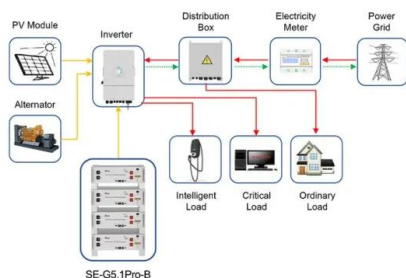 PV Module
Inverter
Distribution
Box
Electricity
Meter
Power
Grid
Alternator
Intelligent
Load
Critical
Load
Ordinary
Load
SE-G5.1Pro-B